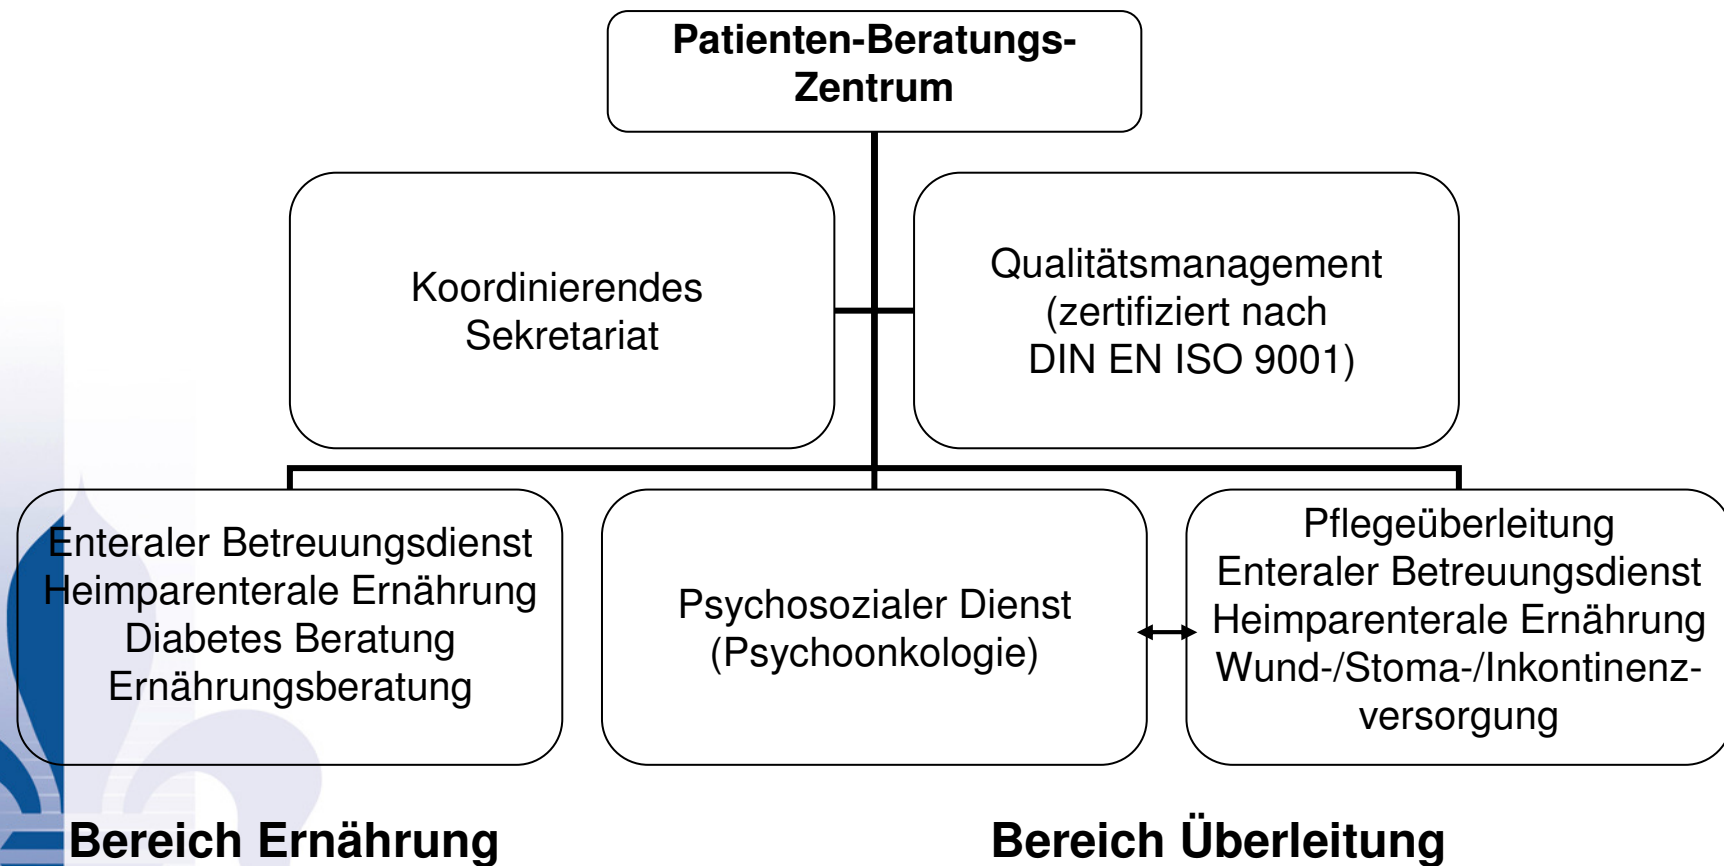 Patienten-Beratungs-
Zentrum
Koordinierendes
Sekretariat
Qualitätsmanagement
(zertifiziert nach
DIN EN ISO 9001)
Enteraler Betreuungsdienst
Heimparenterale Ernährung
Diabetes Beratung
Ernährungsberatung
Psychosozialer Dienst
(Psychoonkologie)
Pflegeüberleitung
Enteraler Betreuungsdienst
Heimparenterale Ernährung
Wund-/Stoma-/Inkontinenz-
versorgung
Bereich Ernährung
Bereich Überleitung